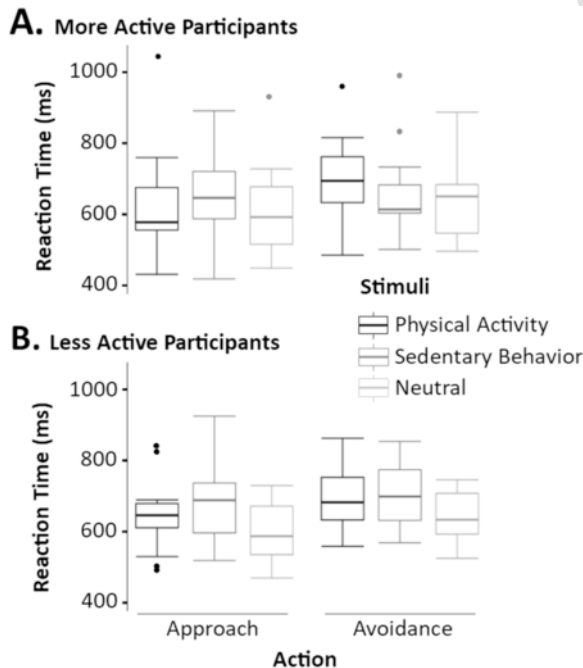 A. More Active Participants
Reaction Time (ms)
1000
800
600
400
Stimuli
Physical Activity
Sedentary Behavior
Neutral
B. Less Active Participants
Reaction Time (ms)
1000
800
600
400
Approach
Avoidance
Action